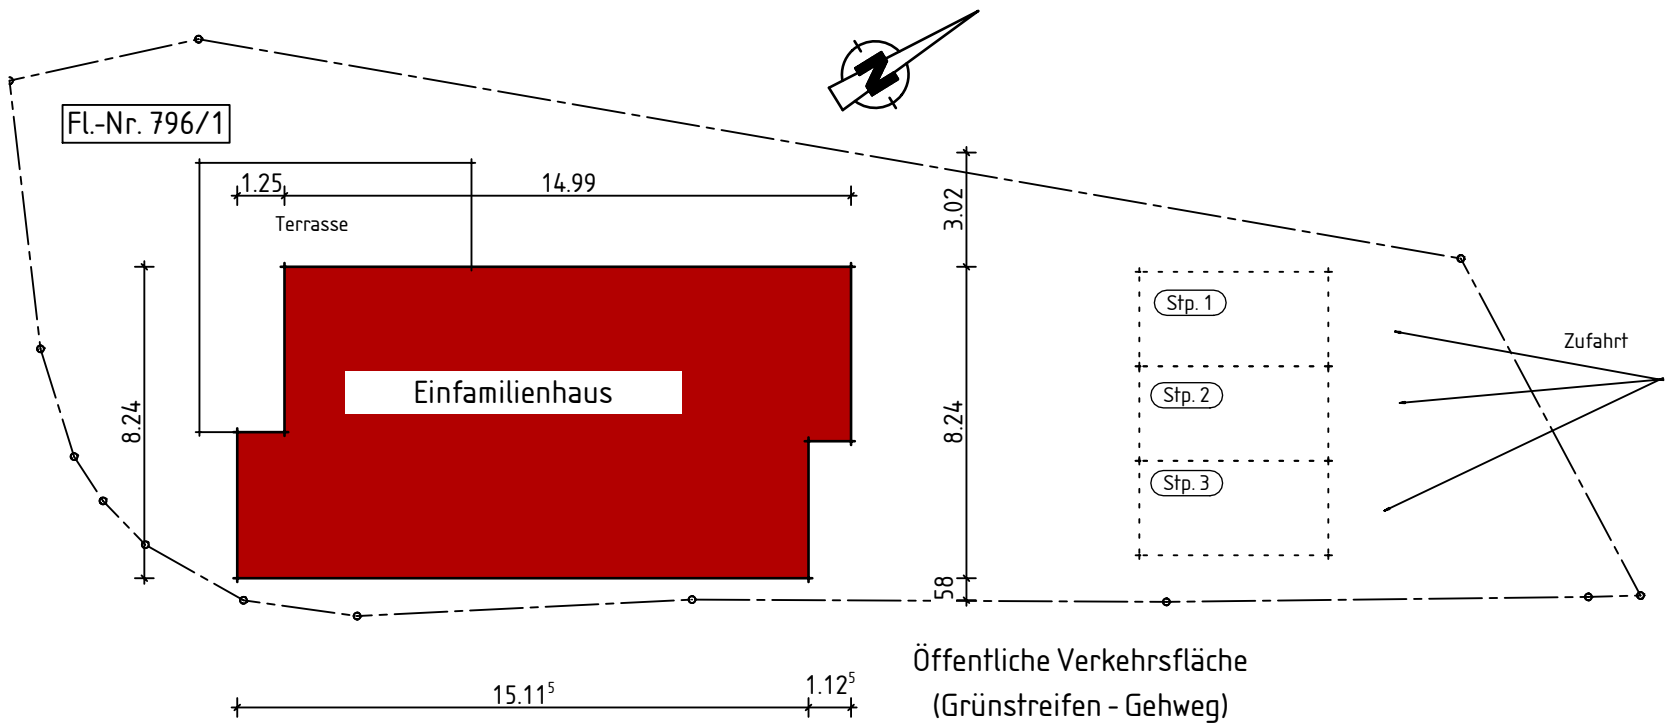 N
Fl.-Nr. 796/1
1.25
14.99
3.02
Terrasse
Stp. 1
Zufahrt
Einfamilienhaus
Stp. 2
8.24
8.24
Stp. 3
58
Öffentliche Verkehrsfläche
(Grünstreifen - Gehweg)
15.11⁵
1.12⁵